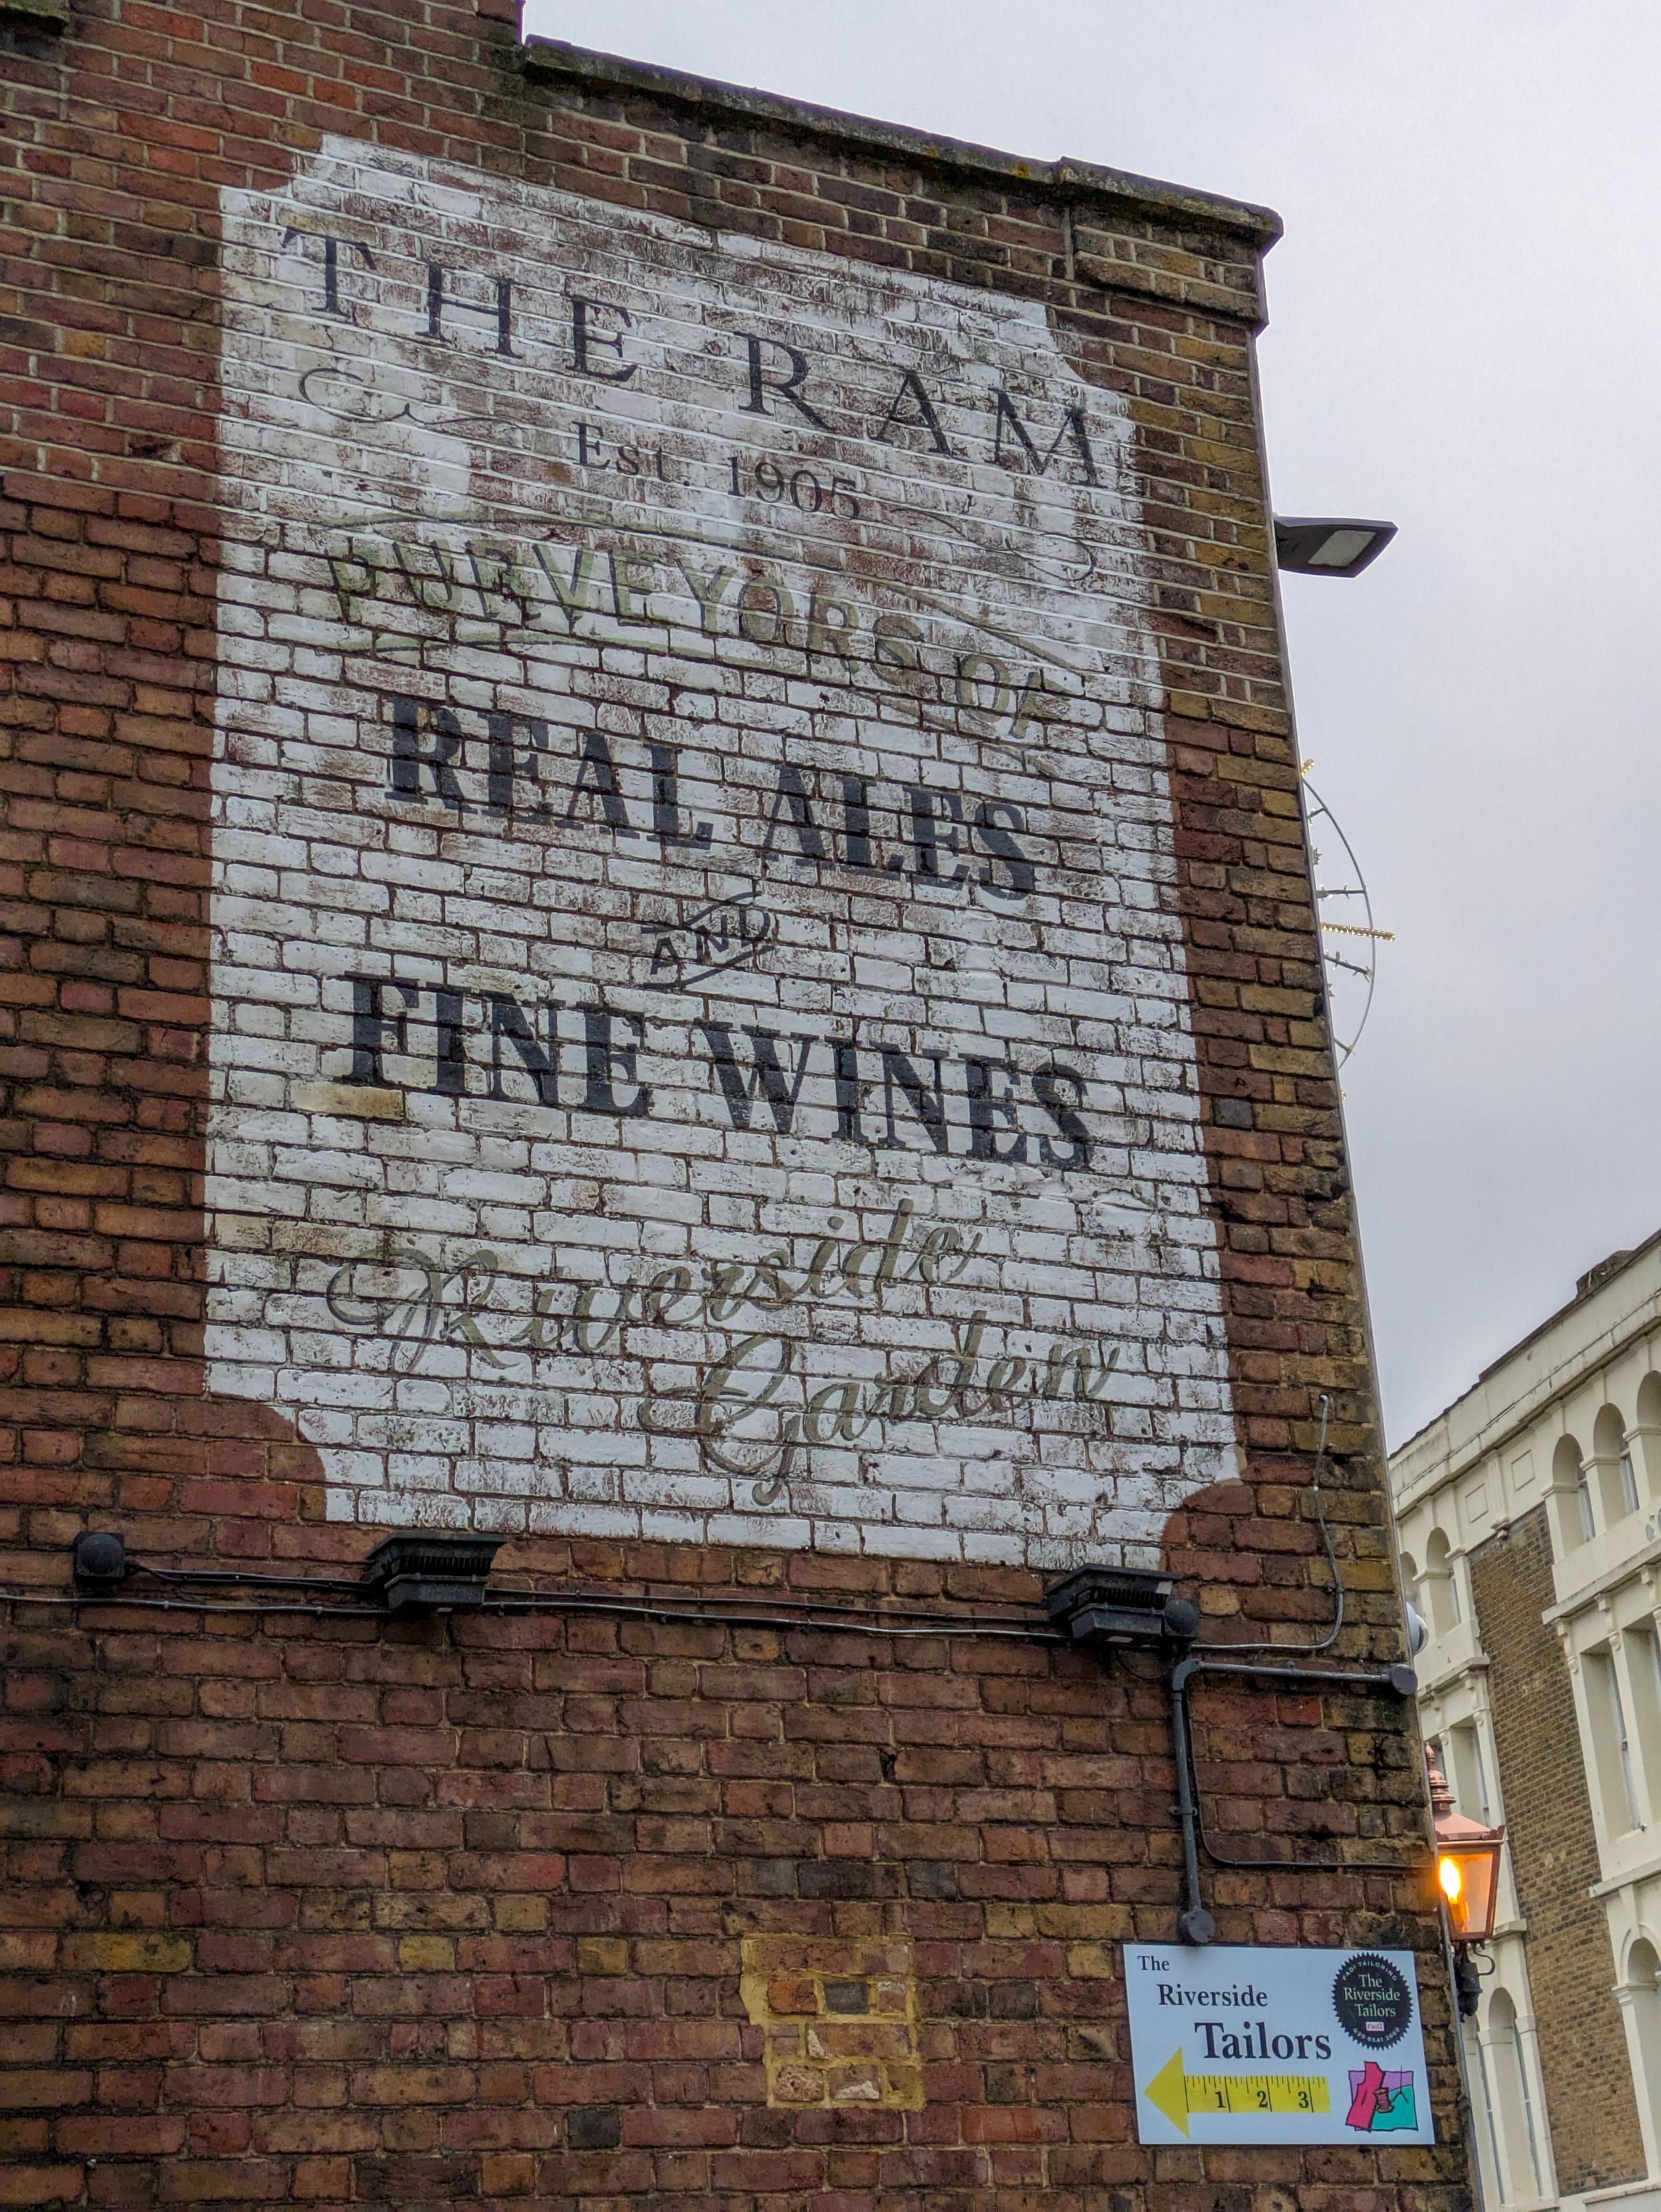 THE RAM
Est. 1905
PURVEYORS OF
REAL ALES
AND
FINE WINES
Riverside
Garden
The
Riverside
Tailors
1 2 3
The
Riverside
Tailors